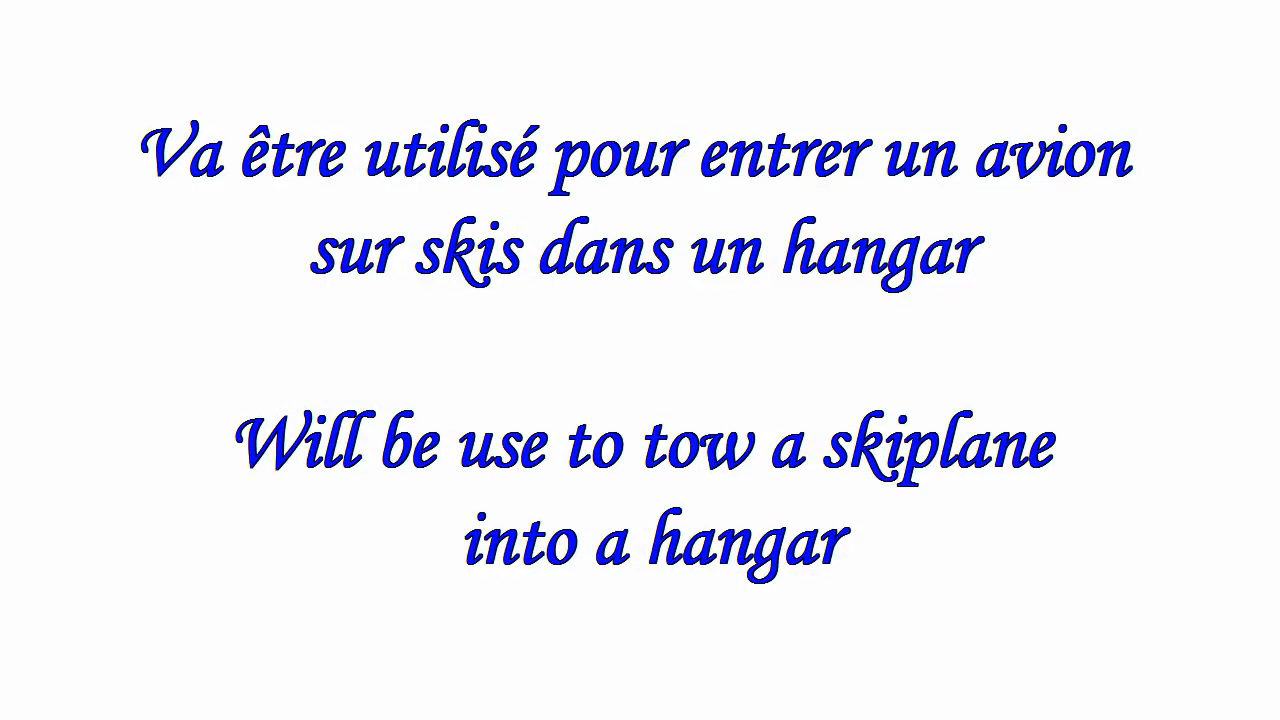 Va être utilisé pour entrer un avion
sur skis dans un hangar
Will be use to tow a skiplane
into a hangar